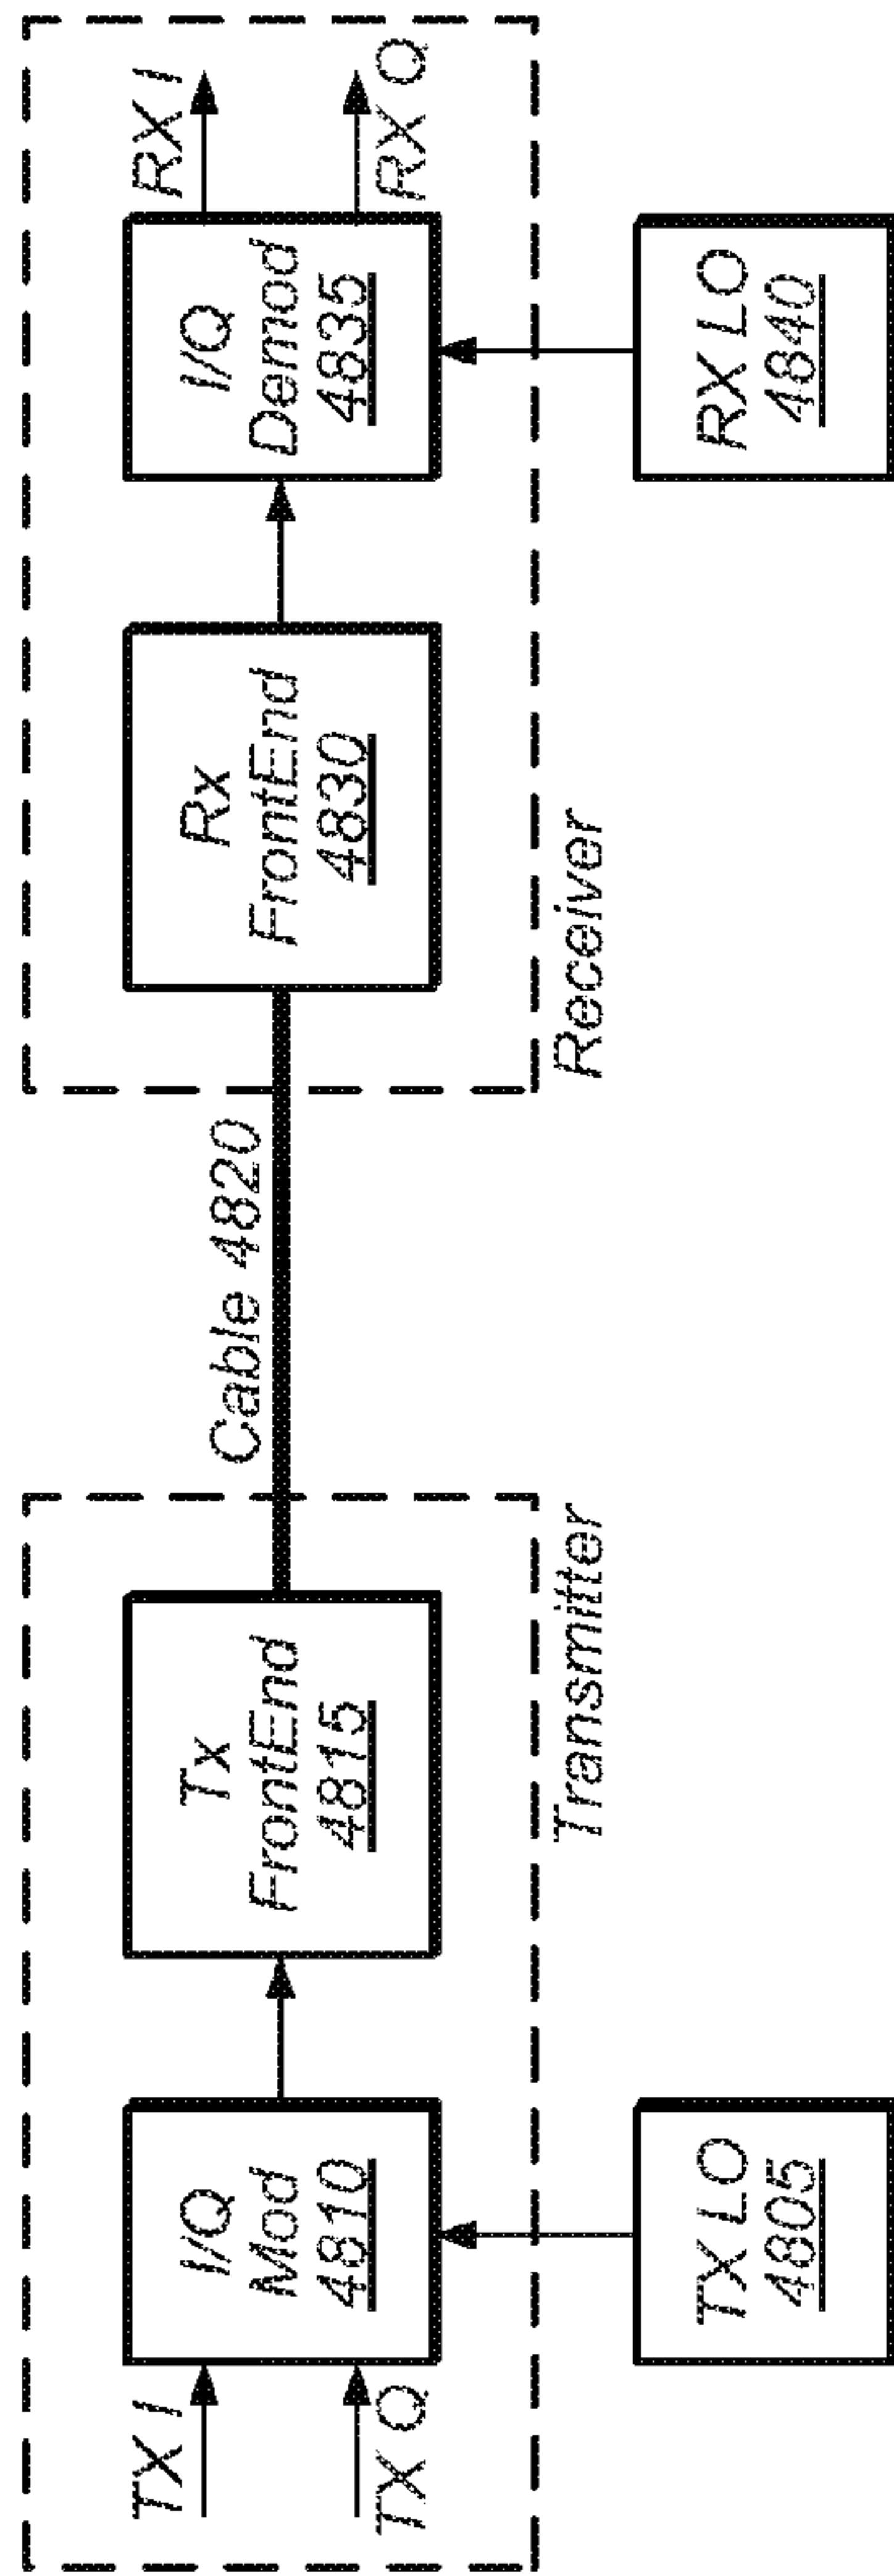 TX I
TX Q
I/Q
Mod
4810
TX LO
4805
Tx
FrontEnd
4815
Transmitter
Cable 4820
Rx
FrontEnd
4830
Receiver
I/Q
Demod
4835
RX LO
4840
RX I
RX Q